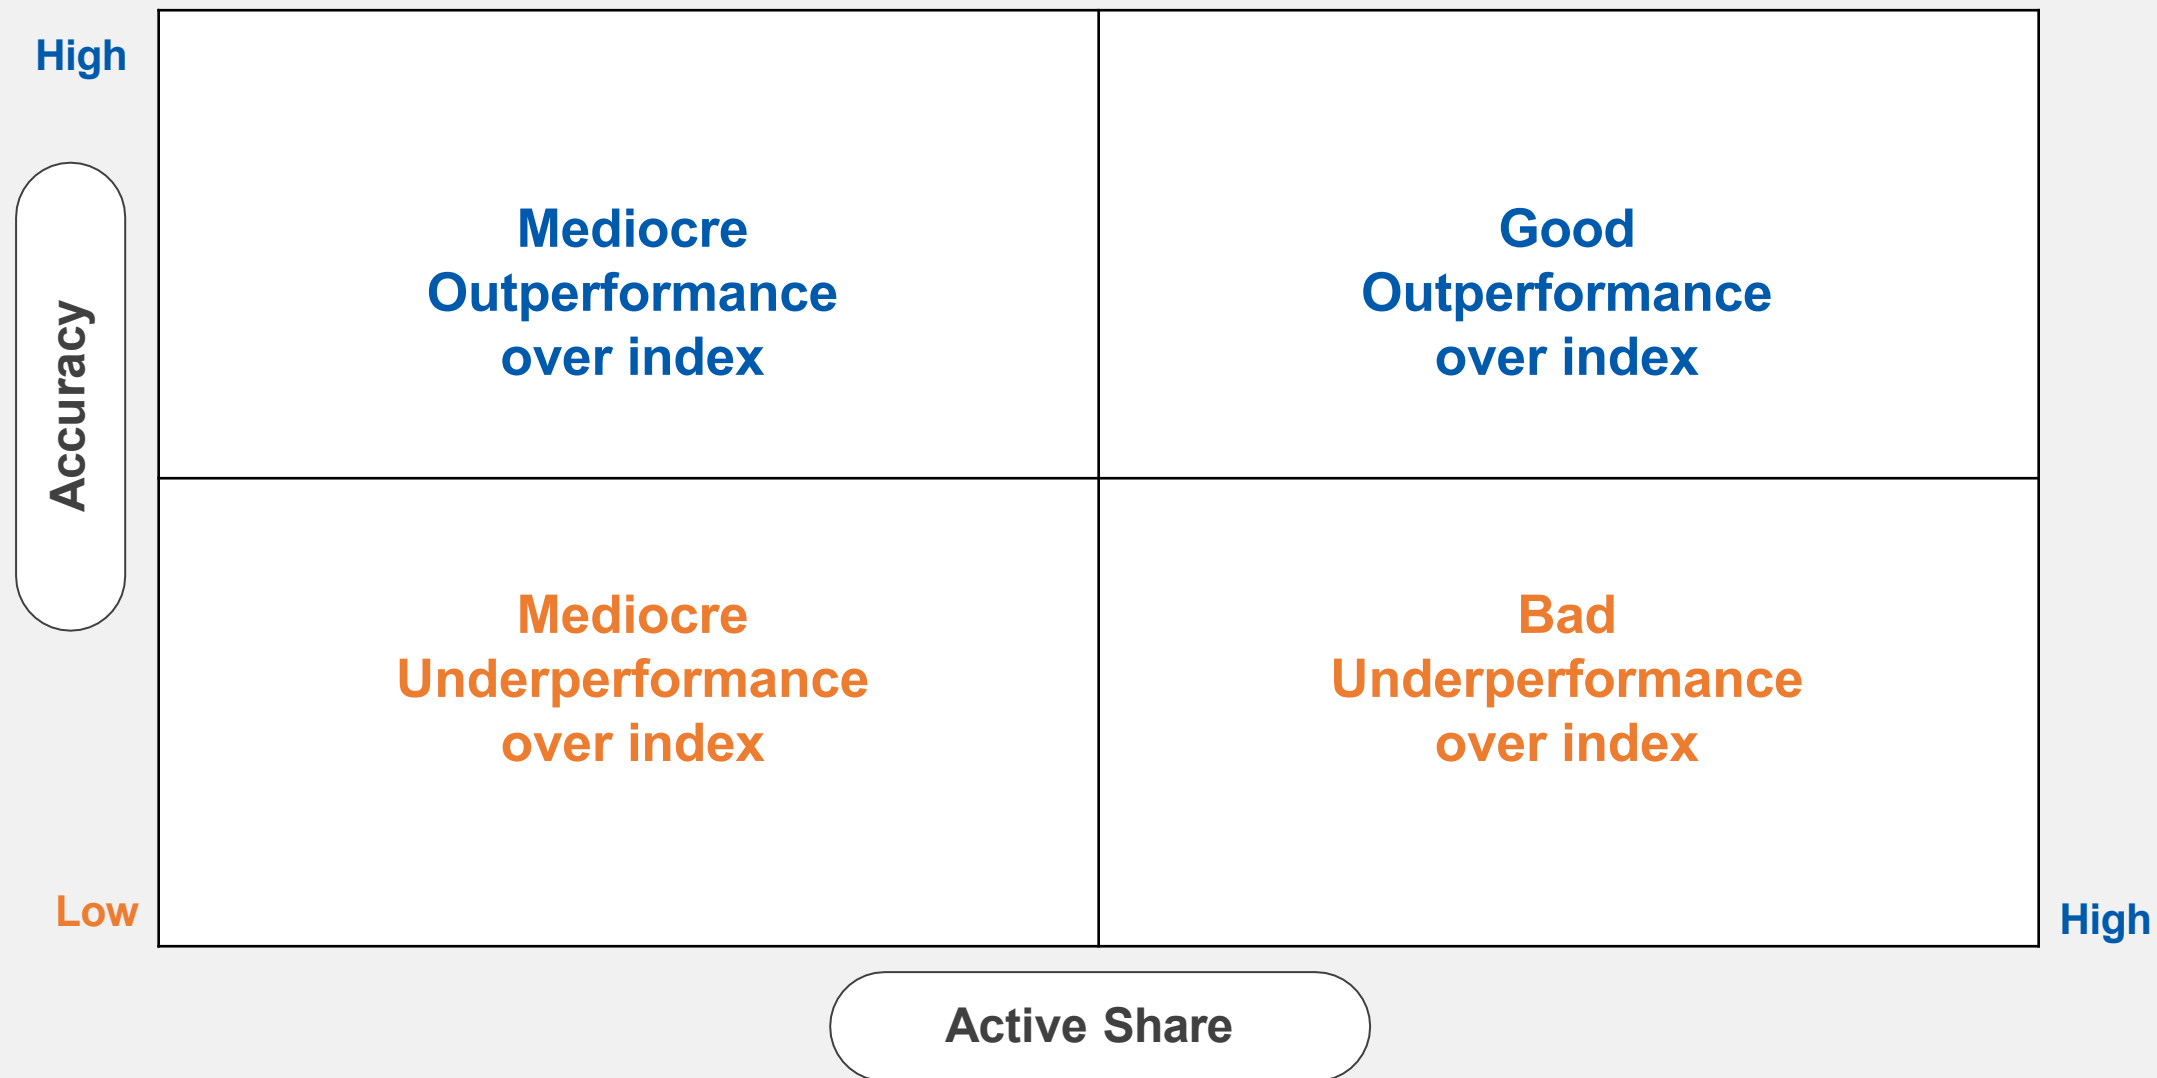 High
Accuracy
Mediocre
Outperformance
over index
Good
Outperformance
over index
Mediocre
Underperformance
over index
Bad
Underperformance
over index
Low
High
Active Share